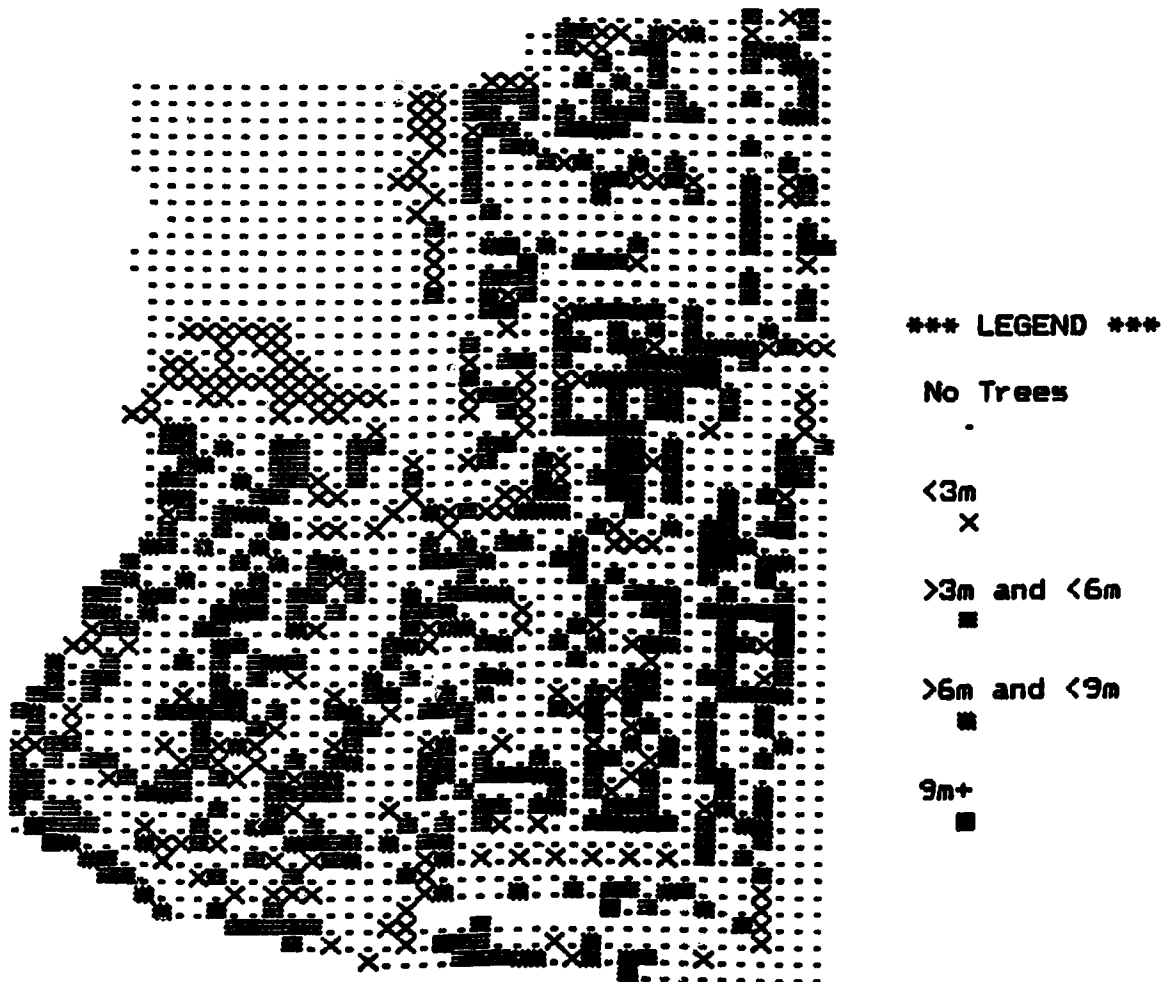 *** LEGEND ***
No Trees
<3m
>3m and <6m
>6m and <9m
9m+